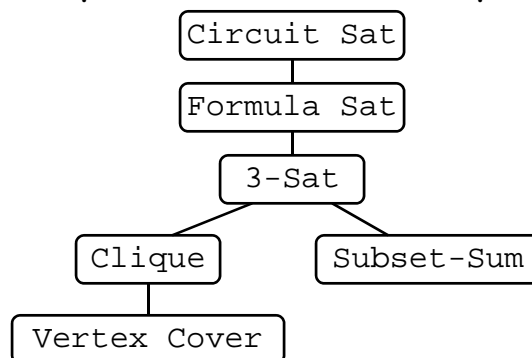 Circuit Sat
Formula Sat
3-Sat
Clique
Subset-Sum
Vertex Cover